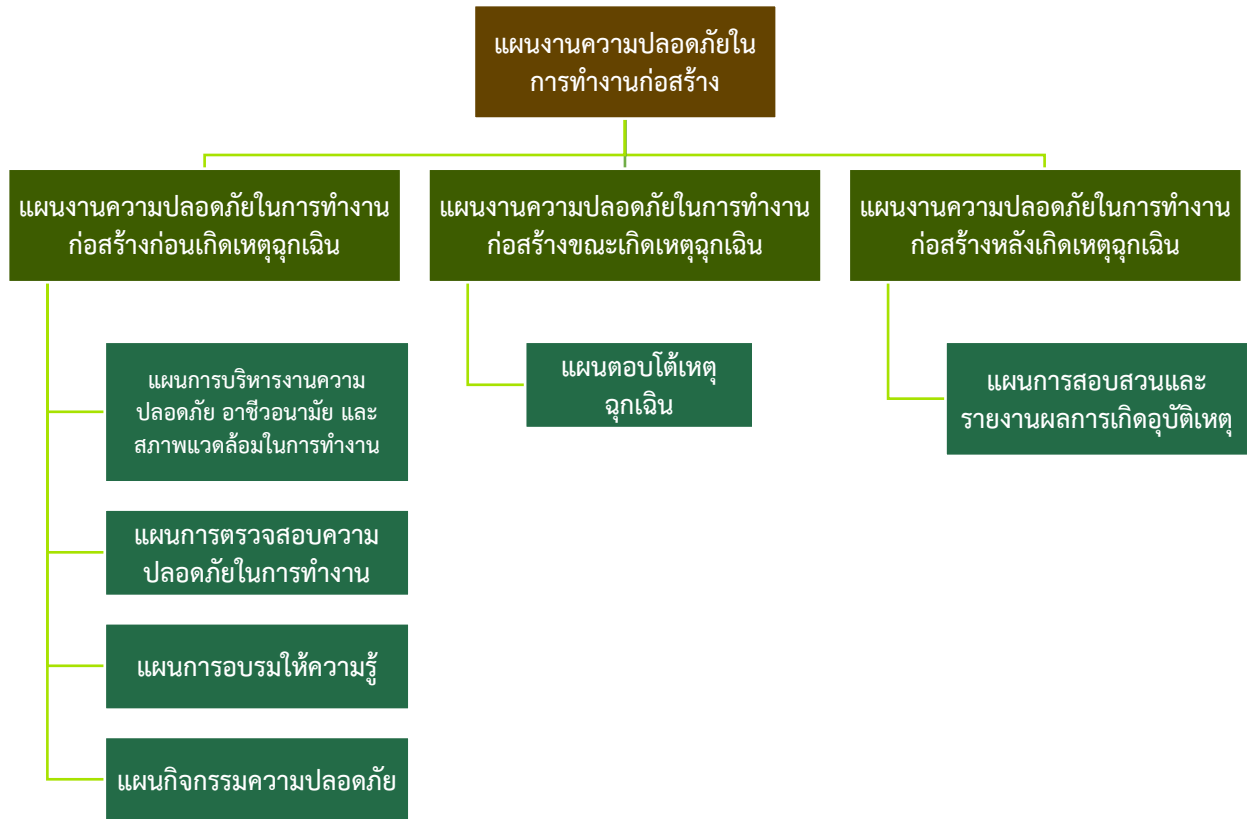 แผนงานความปลอดภัยใน
การทำงานก่อสร้าง
แผนงานความปลอดภัยในการทำงาน
ก่อสร้างก่อนเกิดเหตุฉุกเฉิน
แผนการบริหารงานความ
ปลอดภัย อาชีวอนามัย และ
สภาพแวดล้อมในการทำงาน
แผนการตรวจสอบความ
ปลอดภัยในการทำงาน
แผนการอบรมให้ความรู้
แผนกิจกรรมความปลอดภัย
แผนงานความปลอดภัยในการทำงาน
ก่อสร้างขณะเกิดเหตุฉุกเฉิน
แผนตอบโต้เหตุ
ฉุกเฉิน
แผนงานความปลอดภัยในการทำงาน
ก่อสร้างหลังเกิดเหตุฉุกเฉิน
แผนการสอบสวนและ
รายงานผลการเกิดอุบัติเหตุ